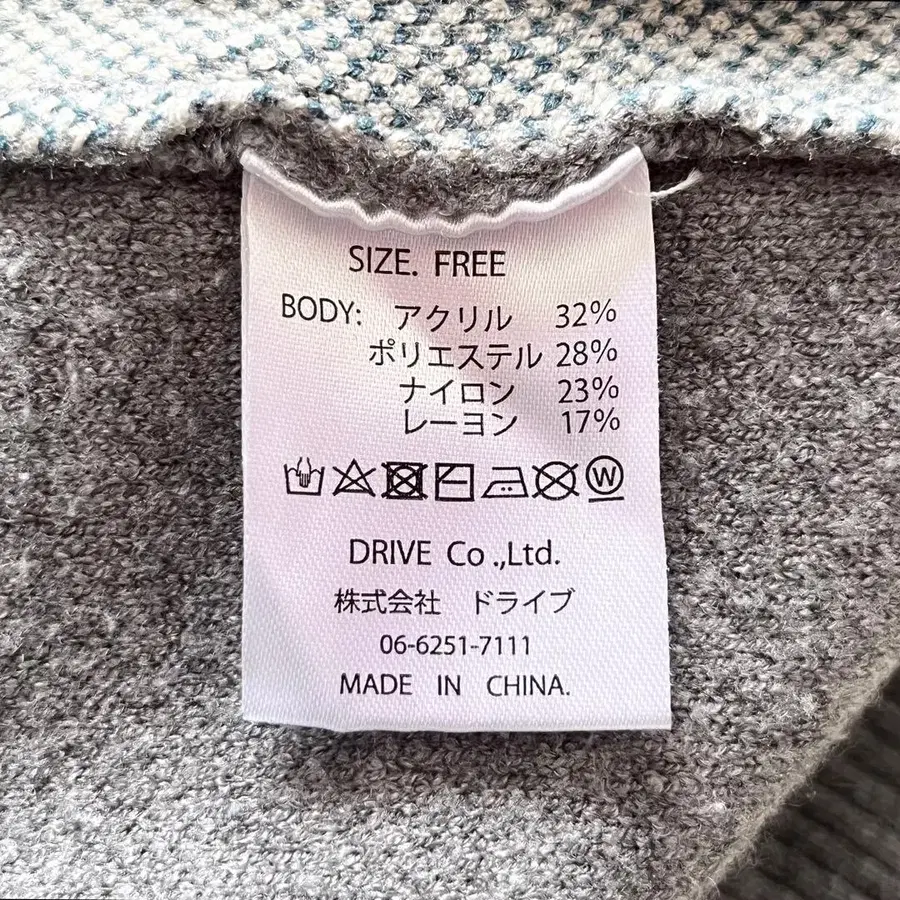 SIZE. FREE
BODY: アクリル 32%
ポリエステル 28%
ナイロン 23%
レーヨン 17%
W
DRIVE Co .,Ltd.
株式会社 ドライブ
06-6251-7111
MADE IN CHINA.